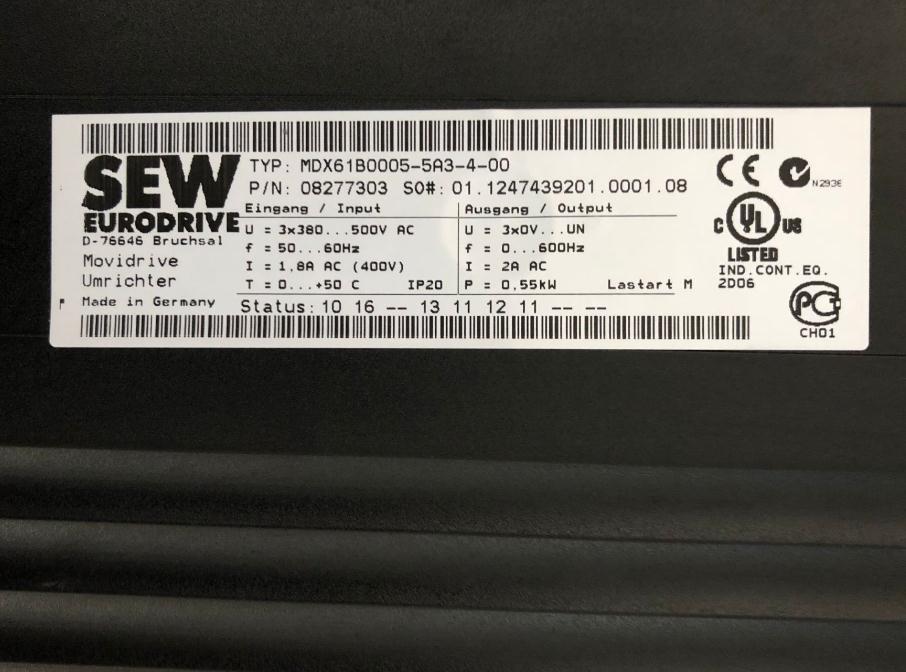 SEW
EURODRIVE
D-76646 Bruchsal
Movidrive
Umrichter
Made in Germany
TYP: MDX61B0005-5A3-4-00
P/N: 08277303 SO#: 01.1247439201.0001.08
Eingang / Input
U = 3x380...500V AC
f = 50...60Hz
I = 1,8A AC (400V)
T = 0...+50 C IP20
Ausgang / Output
U = 3x0V...UN
f = 0...600Hz
I = 2A AC
P = 0,55kW Lastart M
Status: 10 16 -- 13 11 12 11 -- --
CE
N2936
C UL US
LISTED
IND.CONT.EQ.
2D06
PCT
CH01